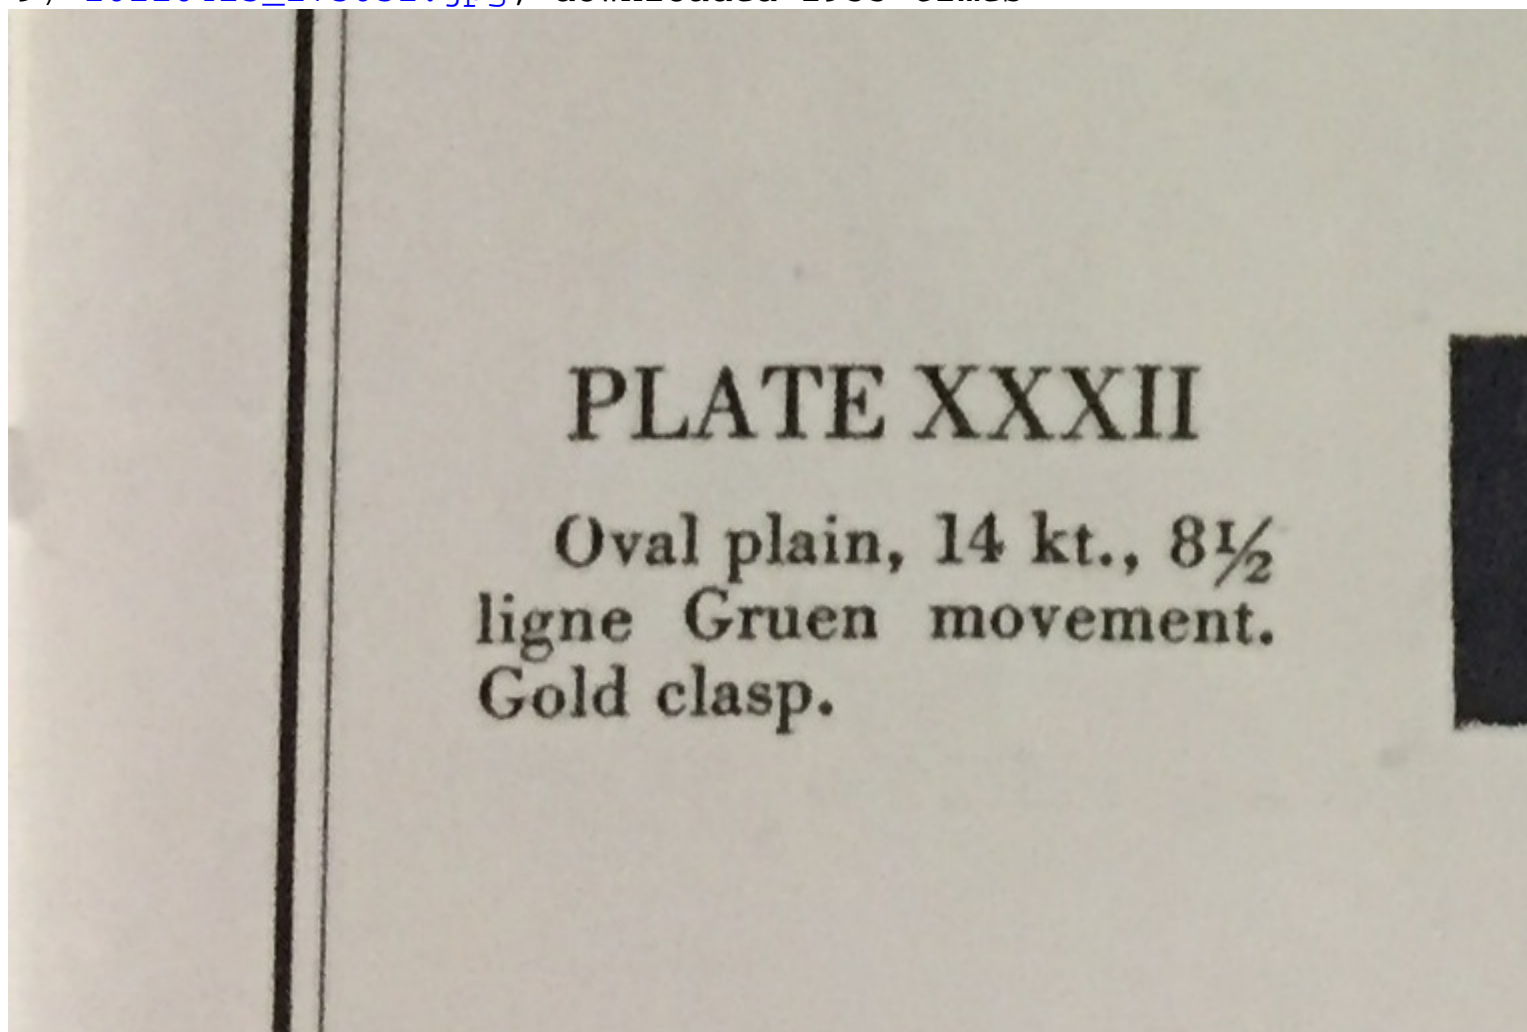 PLATE XXXII
Oval plain, 14 kt., 8½
ligne Gruen movement.
Gold clasp.